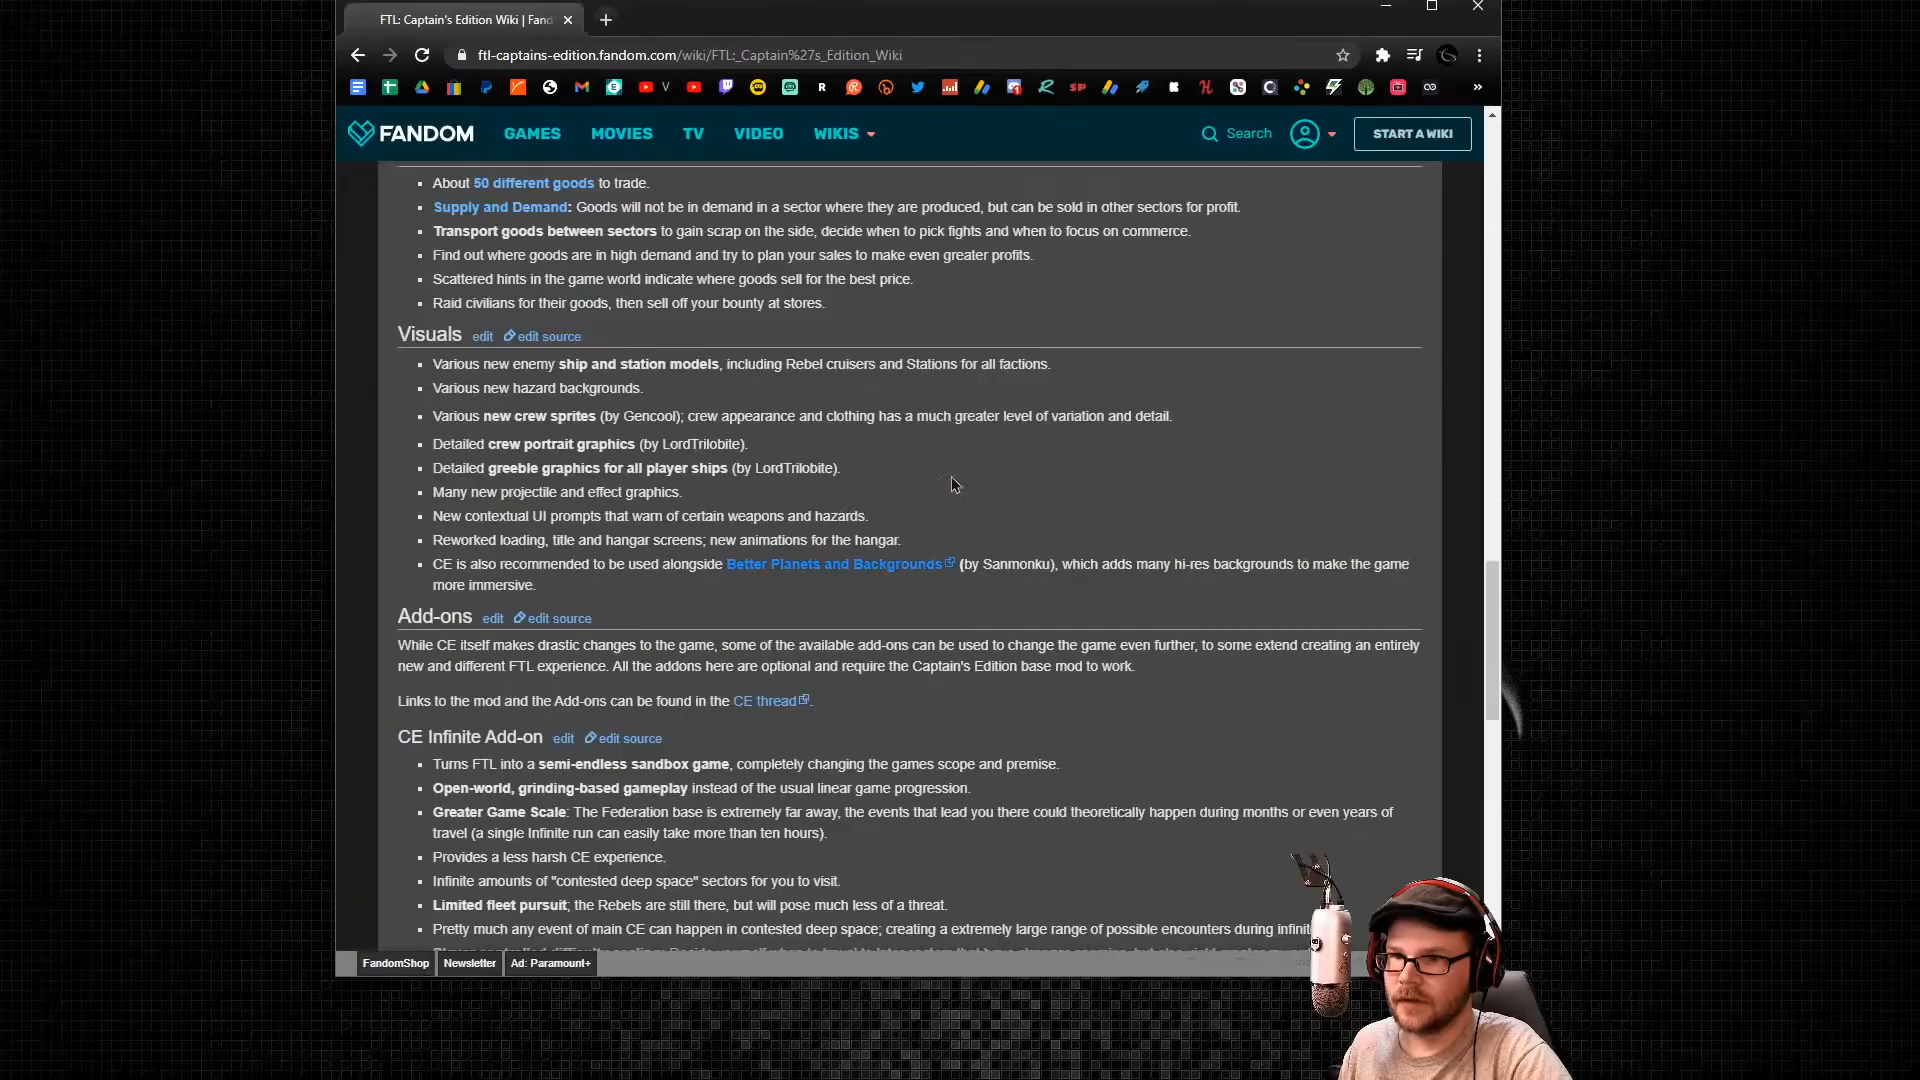 FTL: Captain's Edition Wiki | Fand
ftl-captains-edition.fandom.com/wiki/FTL:_Captain%27s_Edition_Wiki
FANDOM GAMES MOVIES TV VIDEO WIKIS Search START A WIKI
About 50 different goods to trade.
Supply and Demand: Goods will not be in demand in a sector where they are produced, but can be sold in other sectors for profit.
Transport goods between sectors to gain scrap on the side, decide when to pick fights and when to focus on commerce.
Find out where goods are in high demand and try to plan your sales to make even greater profits.
Scattered hints in the game world indicate where goods sell for the best price.
Raid civilians for their goods, then sell off your bounty at stores.
Visuals edit edit source
Various new enemy ship and station models, including Rebel cruisers and Stations for all factions.
Various new hazard backgrounds.
Various new crew sprites (by Gencool); crew appearance and clothing has a much greater level of variation and detail.
Detailed crew portrait graphics (by LordTrilobite).
Detailed greeble graphics for all player ships (by LordTrilobite).
Many new projectile and effect graphics.
New contextual UI prompts that warn of certain weapons and hazards.
Reworked loading, title and hangar screens; new animations for the hangar.
CE is also recommended to be used alongside Better Planets and Backgrounds (by Sanmonku), which adds many hi-res backgrounds to make the game
more immersive.
Add-ons edit edit source
While CE itself makes drastic changes to the game, some of the available add-ons can be used to change the game even further, to some extend creating an entirely
new and different FTL experience. All the addons here are optional and require the Captain's Edition base mod to work.
Links to the mod and the Add-ons can be found in the CE thread.
CE Infinite Add-on edit edit source
Turns FTL into a semi-endless sandbox game, completely changing the games scope and premise.
Open-world, grinding-based gameplay instead of the usual linear game progression.
Greater Game Scale: The Federation base is extremely far away, the events that lead you there could theoretically happen during months or even years of
travel (a single Infinite run can easily take more than ten hours).
Provides a less harsh CE experience.
Infinite amounts of "contested deep space" sectors for you to visit.
Limited fleet pursuit; the Rebels are still there, but will pose much less of a threat.
Pretty much any event of main CE can happen in contested deep space; creating a extremely large range of possible encounters during infinit
FandomShop Newsletter Ad: Paramount+